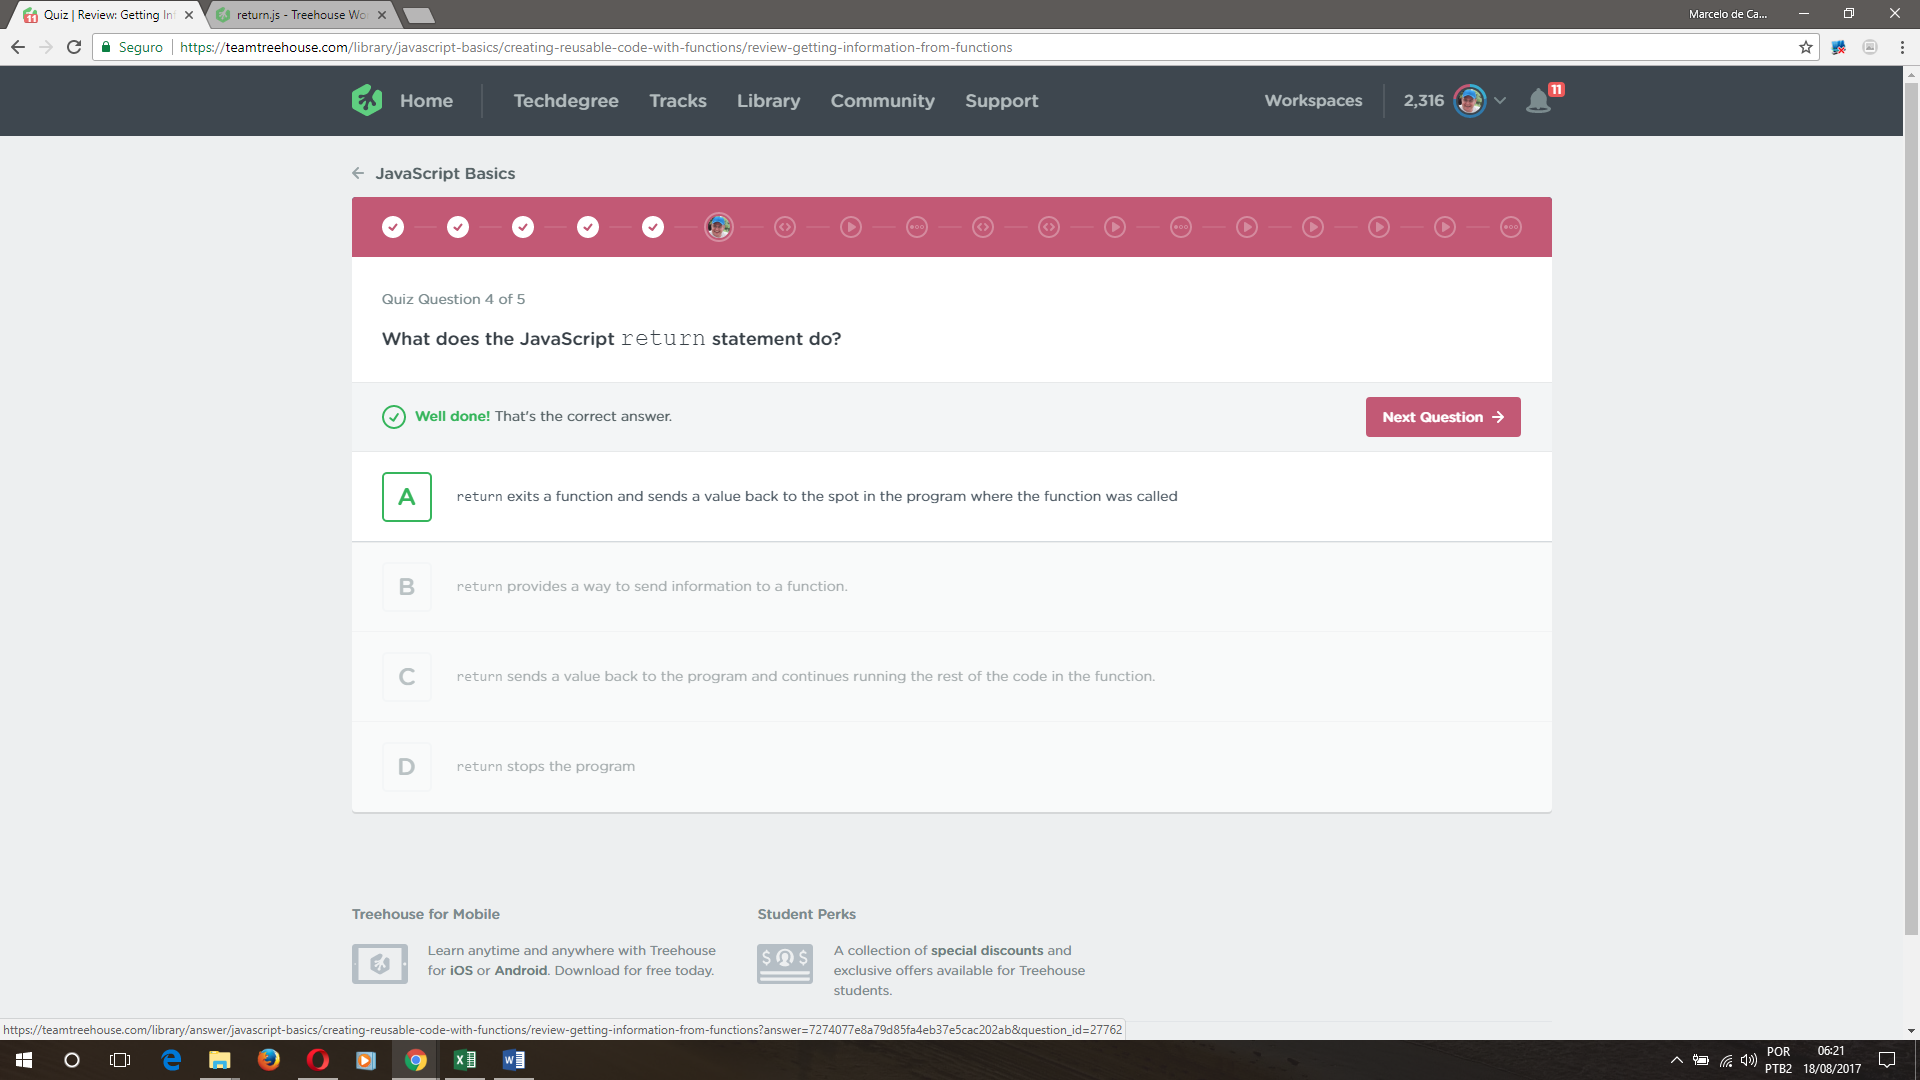 Quiz | Review: Getting In
return.js - Treehouse Wo
Marcelo de Ca...
Seguro
https://teamtreehouse.com/library/javascript-basics/creating-reusable-code-with-functions/review-getting-information-from-functions
Home
Techdegree
Tracks
Library
Community
Support
Workspaces
2,316
11
JavaScript Basics
Quiz Question 4 of 5
What does the JavaScript return statement do?
Well done! That's the correct answer.
Next Question
A
return exits a function and sends a value back to the spot in the program where the function was called
B
return provides a way to send information to a function.
C
return sends a value back to the program and continues running the rest of the code in the function.
D
return stops the program
Treehouse for Mobile
Learn anytime and anywhere with Treehouse
for iOS or Android. Download for free today.
Student Perks
A collection of special discounts and
exclusive offers available for Treehouse
students.
https://teamtreehouse.com/library/answer/javascript-basics/creating-reusable-code-with-functions/review-getting-information-from-functions?answer=7274077e8a79d85fa4eb37e5cac202ab&question_id=27762
POR
PTB2
06:21
18/08/2017